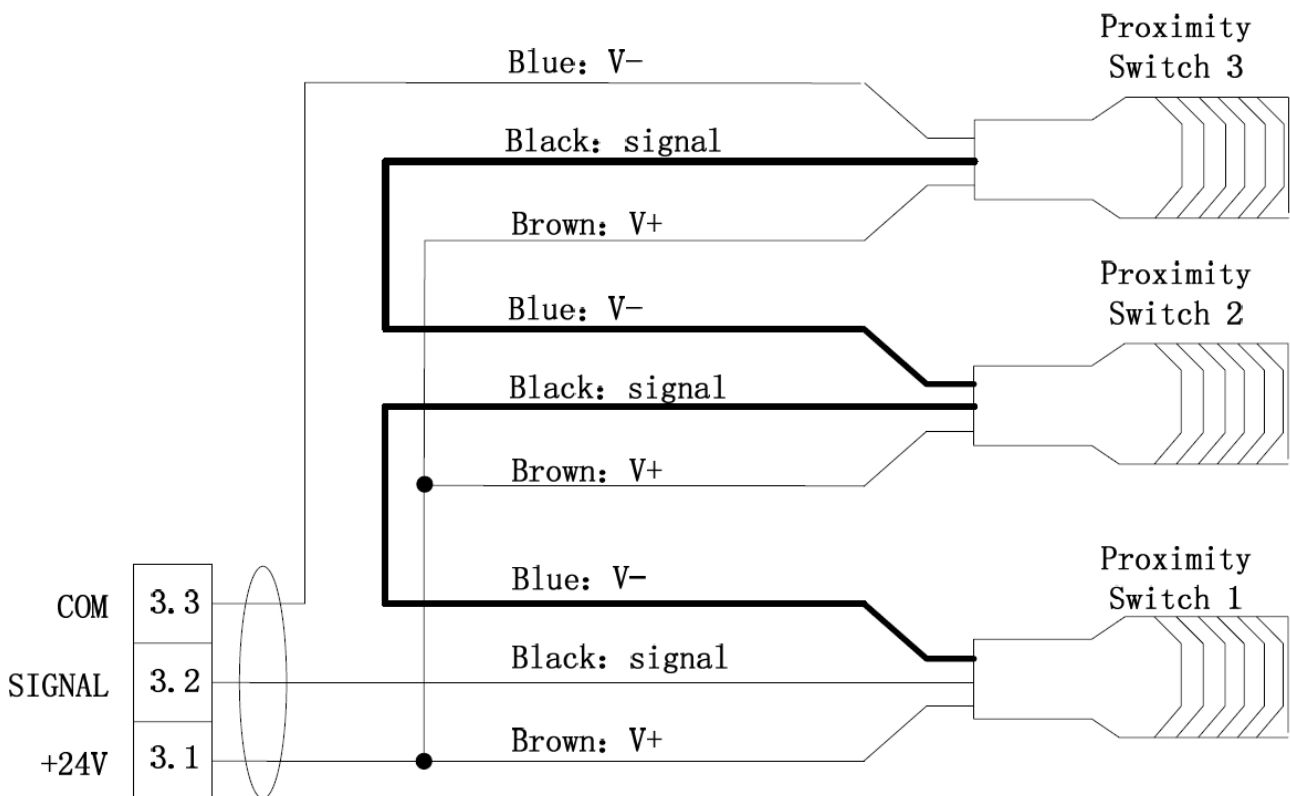 Proximity
Switch 3
Blue: V-
Black: signal
Brown: V+
Proximity
Switch 2
Blue: V-
Black: signal
Brown: V+
Proximity
Switch 1
Blue: V-
COM 3.3
Black: signal
SIGNAL 3.2
Brown: V+
+24V 3.1